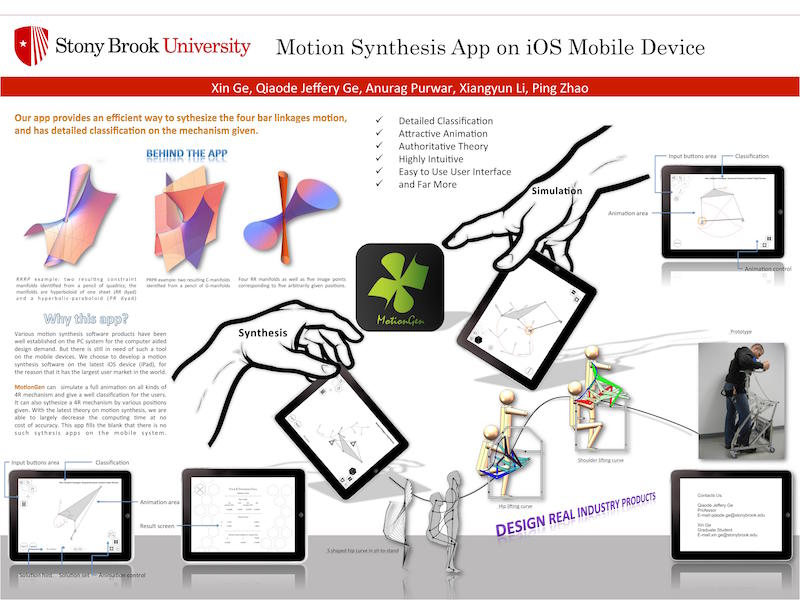 Stony Brook University
Motion Synthesis App on iOS Mobile Device
Xin Ge, Qiaode Jeffery Ge, Anurag Purwar, Xiangyun Li, Ping Zhao
Our app provides an efficient way to sythesize the four bar linkages motion,
and has detailed classification on the mechanism given.
BEHIND THE APP
RRRP example: two resulting constraint
manifolds identified from a pencil of quadrics; the
manifolds are hyperboloid of one sheet (RR dyad)
and a hyperbolic-paraboloid (PR dyad)
PRPR example: two resulting C-manifolds
identified from a pencil of G-manifolds
Four RR manifolds as well as five image points
corresponding to five arbitrarily given positions.
Why this app?
Various motion synthesis software products have been
well established on the PC system for the computer aided
design demand. But there is still in need of such a tool
on the mobile devices. We choose to develop a motion
synthesis software on the latest iOS device (iPad), for
the reason that it has the largest user market in the world.
MotionGen can simulate a full animation on all kinds of
4R mechanism and give a well classification for the users.
It can also sythesize a 4R mechanism by various positions
given. With the latest theory on motion synthesis, we are
able to largely decrease the computing time at no
cost of accuracy. This app fills the blank that there is no
such sythesis apps on the mobile system.
✓ Detailed Classification
✓ Attractive Animation
✓ Authoritative Theory
✓ Highly Intuitive
✓ Easy to Use User Interface
✓ and Far More
Simulation
Input buttons area
Classification
Animation area
Animation control
MotionGen
Synthesis
Prototype
Shoulder lifting curve
Hip lifting curve
DESIGN REAL INDUSTRY PRODUCTS
S shaped hip curve in sit-to-stand
Input buttons area
Classification
Animation area
Result screen
Solution hint
Solution set
Animation control
Contacts Us
Qiaode Jeffery Ge
Professor
E-mail:qiaode.ge@stonybrook.edu
Xin Ge
Graduate Student
E-mail:xin.ge@stonybrook.edu